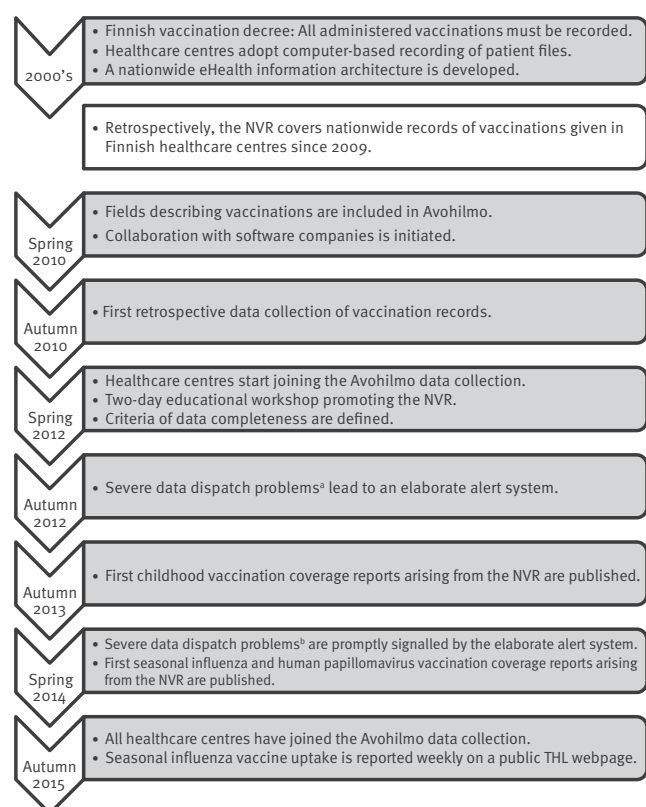 2000's
• Finnish vaccination decree: All administered vaccinations must be recorded.
• Healthcare centres adopt computer-based recording of patient files.
• A nationwide eHealth information architecture is developed.
• Retrospectively, the NVR covers nationwide records of vaccinations given in
Finnish healthcare centres since 2009.
Spring
2010
• Fields describing vaccinations are included in Avohilmo.
• Collaboration with software companies is initiated.
Autumn
2010
• First retrospective data collection of vaccination records.
Spring
2012
• Healthcare centres start joining the Avohilmo data collection.
• Two-day educational workshop promoting the NVR.
• Criteria of data completeness are defined.
Autumn
2012
• Severe data dispatch problemsᵃ lead to an elaborate alert system.
Autumn
2013
• First childhood vaccination coverage reports arising from the NVR are published.
Spring
2014
• Severe data dispatch problemsᵇ are promptly signalled by the elaborate alert system.
• First seasonal influenza and human papillomavirus vaccination coverage reports arising
from the NVR are published.
Autumn
2015
• All healthcare centres have joined the Avohilmo data collection.
• Seasonal influenza vaccine uptake is reported weekly on a public THL webpage.